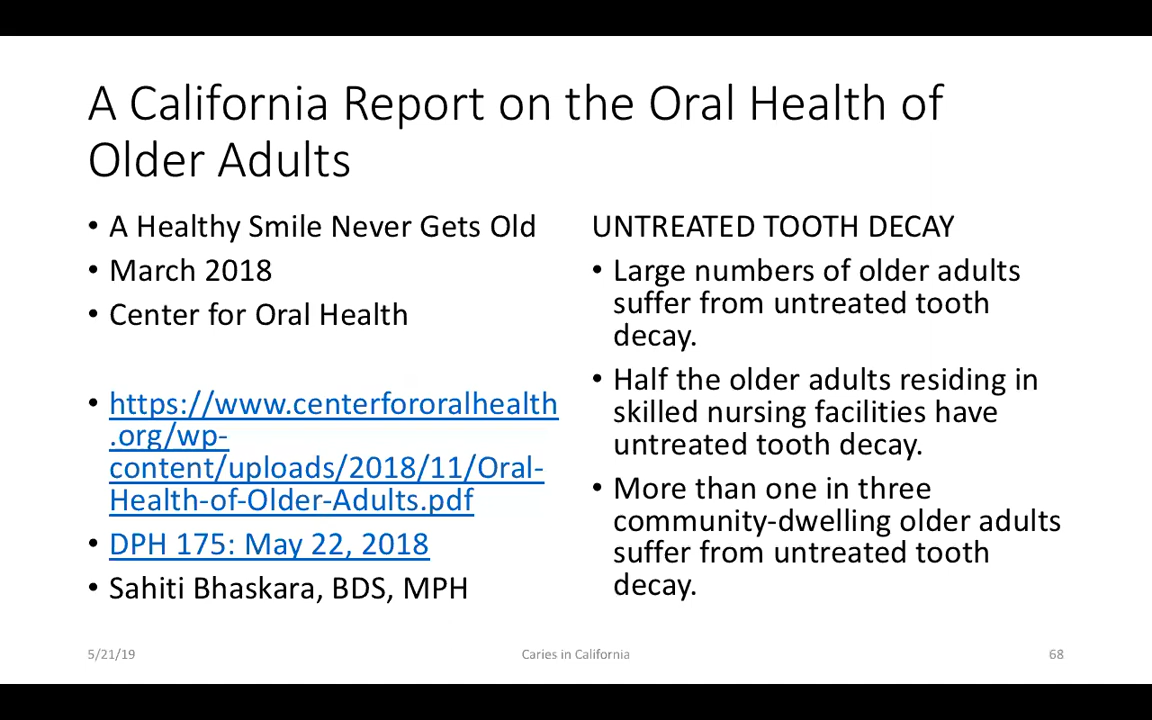 A California Report on the Oral Health of
Older Adults
• A Healthy Smile Never Gets Old
• March 2018
• Center for Oral Health
• https://www.centerfororalhealth
.org/wp-
content/uploads/2018/11/Oral-
Health-of-Older-Adults.pdf
• DPH 175: May 22, 2018
• Sahiti Bhaskara, BDS, MPH
UNTREATED TOOTH DECAY
• Large numbers of older adults
suffer from untreated tooth
decay.
• Half the older adults residing in
skilled nursing facilities have
untreated tooth decay.
• More than one in three
community-dwelling older adults
suffer from untreated tooth
decay.
5/21/19
Caries in California
68